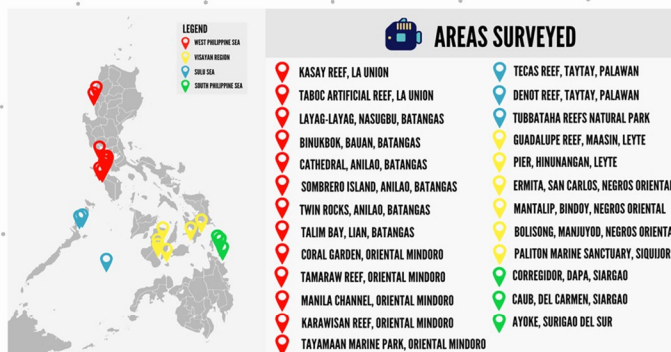 LEGEND
WEST PHILIPPINE SEA
VISAYAN REGION
SULU SEA
SOUTH PHILIPPINE SEA
AREAS SURVEYED
KASAY REEF, LA UNION
TABOC ARTIFICIAL REEF, LA UNION
LAYAG-LAYAG, NASUGBU, BATANGAS
BINUKBOK, BAUAN, BATANGAS
CATHEDRAL, ANILAO, BATANGAS
SOMBRERO ISLAND, ANILAO, BATANGAS
TWIN ROCKS, ANILAO, BATANGAS
TALIM BAY, LIAN, BATANGAS
CORAL GARDEN, ORIENTAL MINDORO
TAMARAW REEF, ORIENTAL MINDORO
MANILA CHANNEL, ORIENTAL MINDORO
KARAWISAN REEF, ORIENTAL MINDORO
TAYAMAAN MARINE PARK, ORIENTAL MINDORO
TECAS REEF, TAYTAY, PALAWAN
DENOT REEF, TAYTAY, PALAWAN
TUBBATAHA REEFS NATURAL PARK
GUADALUPE REEF, MAASIN, LEYTE
PIER, HINUNANGAN, LEYTE
ERMITA, SAN CARLOS, NEGROS ORIENTAL
MANTALIP, BINDOY, NEGROS ORIENTAL
BOLISONG, MANJUYOD, NEGROS ORIENTA
PALITON MARINE SANCTUARY, SIQUIJOR
CORREGIDOR, DAPA, SIARGAO
CAUB, DEL CARMEN, SIARGAO
AYOKE, SURIGAO DEL SUR